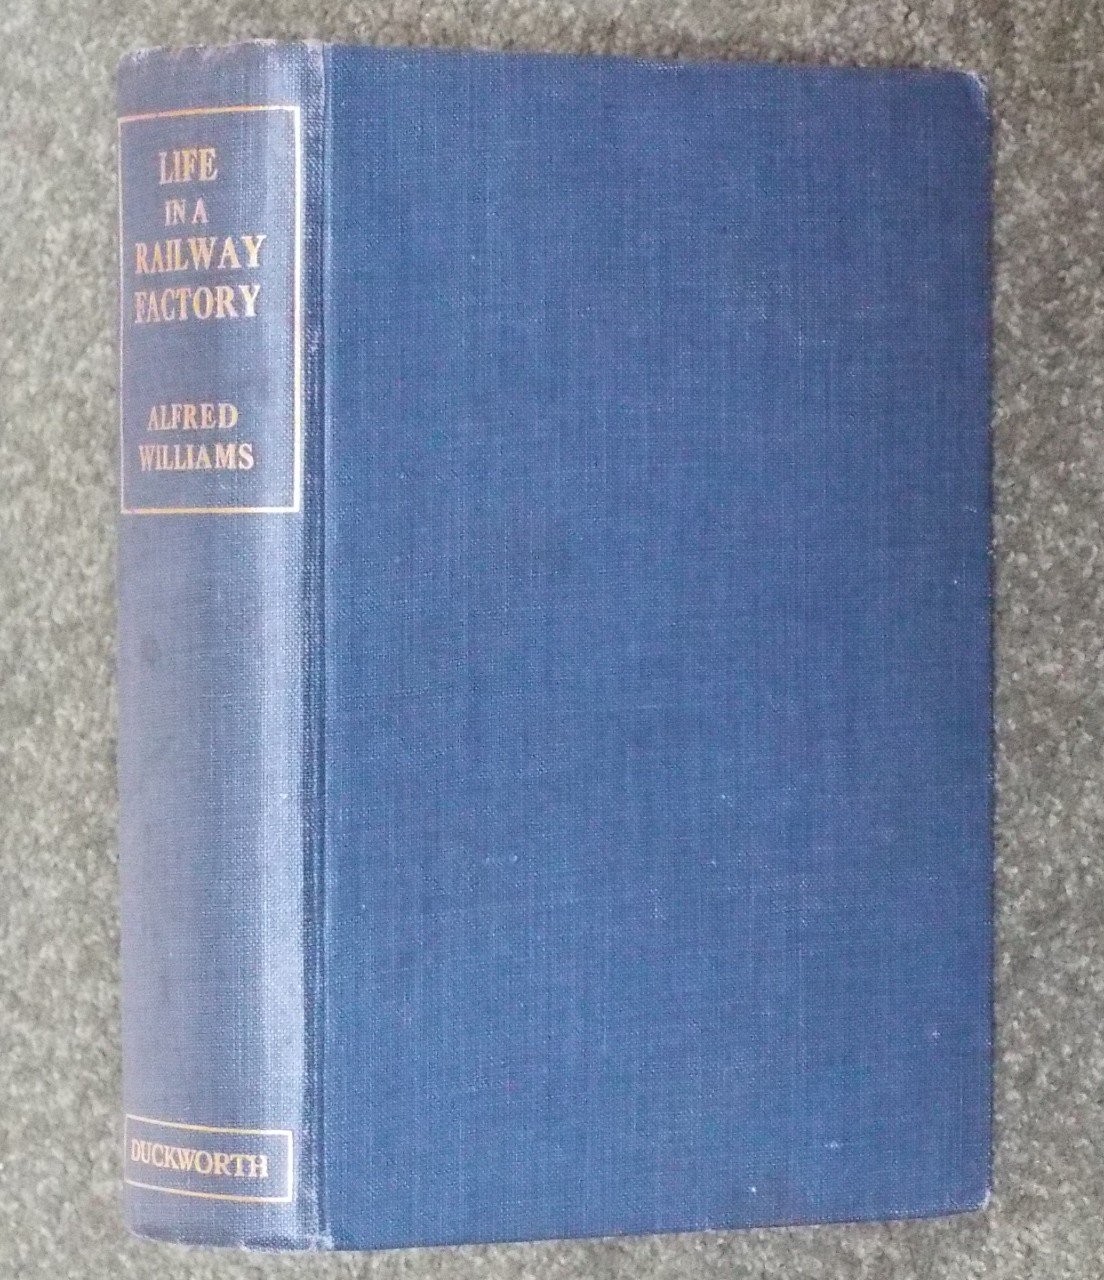 LIFE
IN A
RAILWAY
FACTORY
ALFRED
WILLIAMS
DUCKWORTH